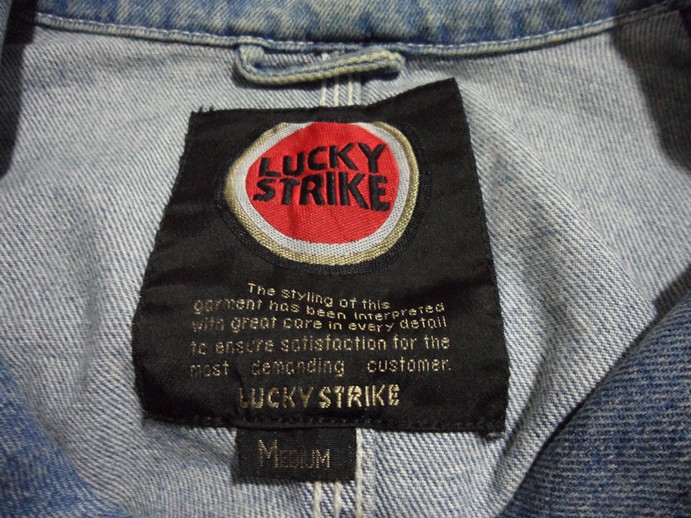 LUCKY
STRIKE
The styling of this
garment has been interpreted
with great care in every detail
to ensure satisfaction for the
most demanding customer.
LUCKY STRIKE
MEDIUM